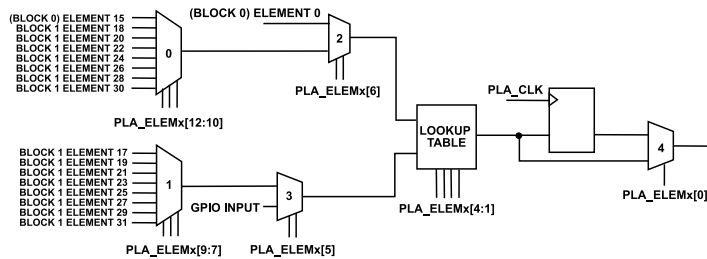 (BLOCK 0) ELEMENT 15
BLOCK 1 ELEMENT 18
BLOCK 1 ELEMENT 20
BLOCK 1 ELEMENT 22
BLOCK 1 ELEMENT 24
BLOCK 1 ELEMENT 26
BLOCK 1 ELEMENT 28
BLOCK 1 ELEMENT 30
0
PLA_ELEMx[12:10]
(BLOCK 0) ELEMENT 0
2
PLA_ELEMx[6]
BLOCK 1 ELEMENT 17
BLOCK 1 ELEMENT 19
BLOCK 1 ELEMENT 21
BLOCK 1 ELEMENT 23
BLOCK 1 ELEMENT 25
BLOCK 1 ELEMENT 27
BLOCK 1 ELEMENT 29
BLOCK 1 ELEMENT 31
1
PLA_ELEMx[9:7]
GPIO INPUT
3
PLA_ELEMx[5]
LOOKUP
TABLE
PLA_ELEMx[4:1]
PLA_CLK
4
PLA_ELEMx[0]